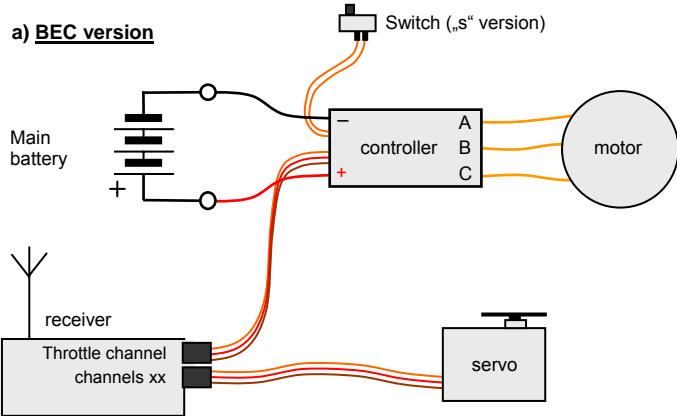 a) BEC version
Switch („s“ version)
Main
battery
+
–
+
controller
A
B
C
motor
receiver
Throttle channel
channels xx
servo